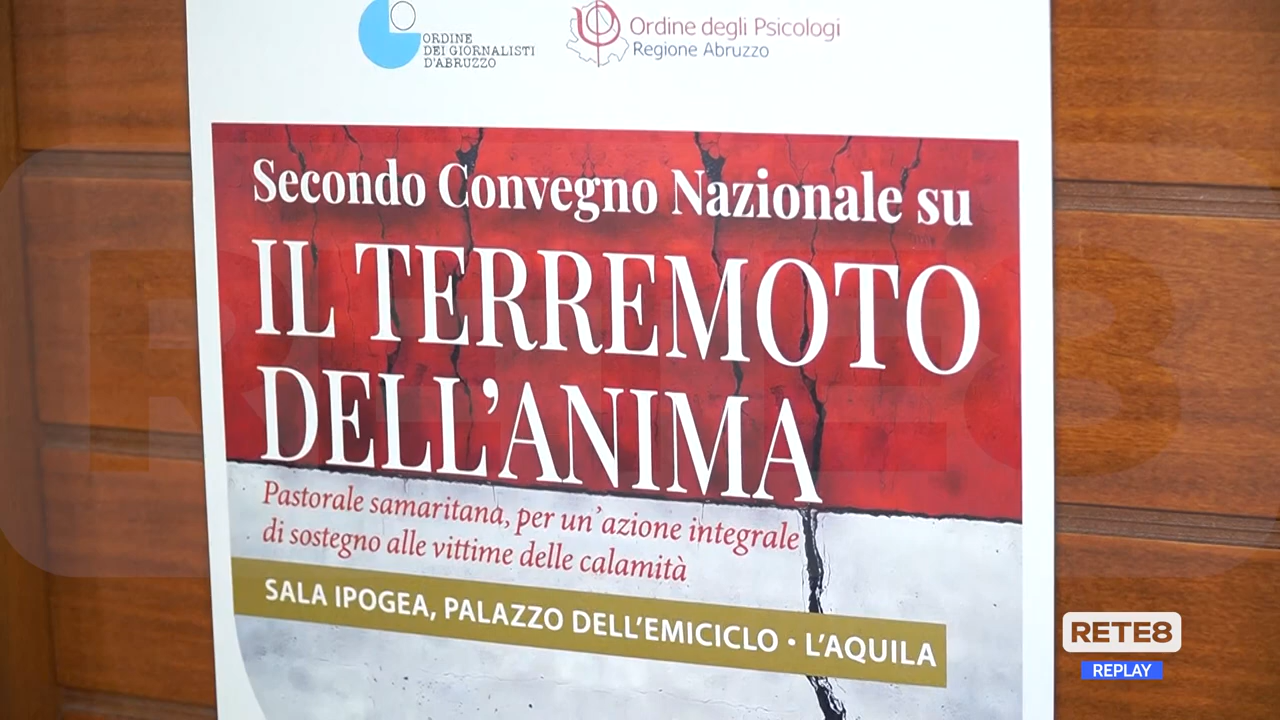 ORDINE
DEI GIORNALISTI
D'ABRUZZO
Ordine degli Psicologi
Regione Abruzzo
Secondo Convegno Nazionale su
IL TERREMOTO
DELL'ANIMA
Pastorale samaritana, per un'azione integrale
di sostegno alle vittime delle calamità
SALA IPOGEA, PALAZZO DELL'EMICICLO • L'AQUILA
RETE8
RETE8
REPLAY